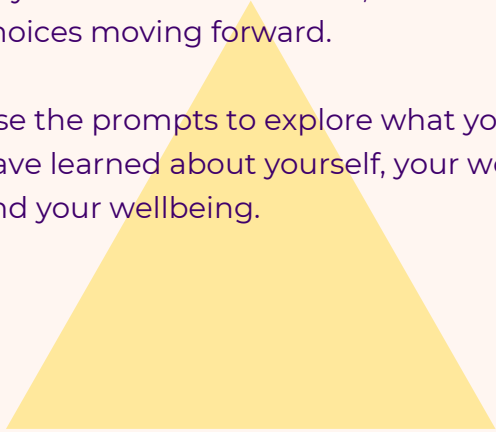 hoices moving forward.
se the prompts to explore what yo
ave learned about yourself, your w
nd your wellbeing.